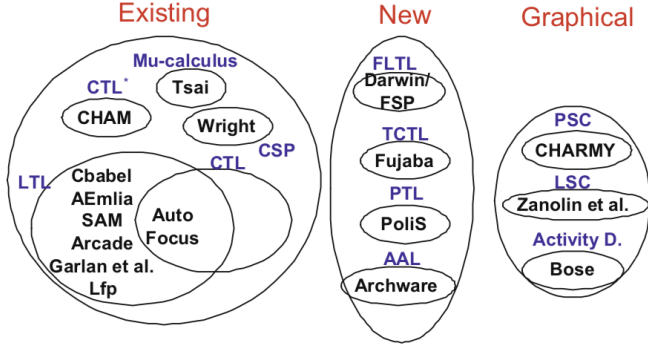 Existing
Mu-calculus
CTL*
Tsai
CHAM
Wright
CSP
CTL
LTL
Cbabel
AEmlia
SAM
Arcade
Garlan et al.
Lfp
Auto
Focus
New
FLTL
Darwin/
FSP
TCTL
Fujaba
PTL
PoliS
AAL
Archware
Graphical
PSC
CHARMY
LSC
Zanolin et al.
Activity D.
Bose